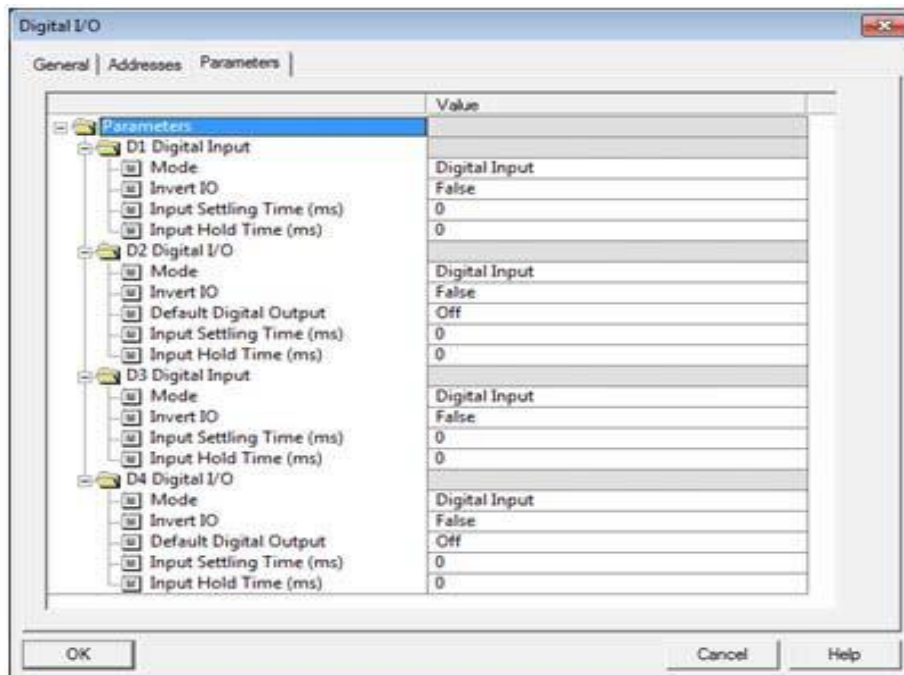 Digital I/O
General Addresses Parameters
Value
Parameters
D1 Digital Input
Mode Digital Input
Invert IO False
Input Settling Time (ms) 0
Input Hold Time (ms) 0
D2 Digital I/O
Mode Digital Input
Invert IO False
Default Digital Output Off
Input Settling Time (ms) 0
Input Hold Time (ms) 0
D3 Digital Input
Mode Digital Input
Invert IO False
Input Settling Time (ms) 0
Input Hold Time (ms) 0
D4 Digital I/O
Mode Digital Input
Invert IO False
Default Digital Output Off
Input Settling Time (ms) 0
Input Hold Time (ms) 0
OK Cancel Help